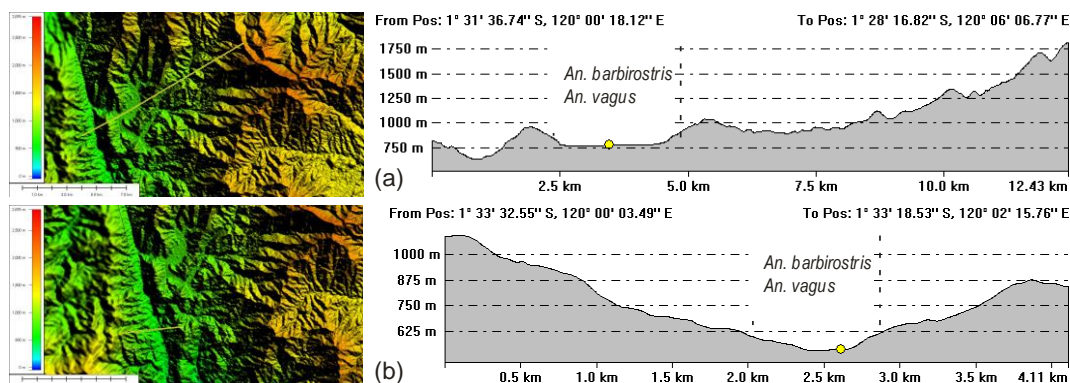 From Pos: 1° 31' 36.74" S, 120° 00' 18.12" E
To Pos: 1° 28' 16.82" S, 120° 06' 06.77" E
1750 m
1500 m
1250 m
1000 m
750 m
An. barbirostris
An. vagus
2.5 km
5.0 km
7.5 km
10.0 km
12.43 km
(a)
From Pos: 1° 33' 32.55" S, 120° 00' 03.49" E
To Pos: 1° 33' 18.53" S, 120° 02' 15.76" E
1000 m
875 m
750 m
625 m
An. barbirostris
An. vagus
0.5 km
1.0 km
1.5 km
2.0 km
2.5 km
3.0 km
3.5 km
4.11 km
(b)